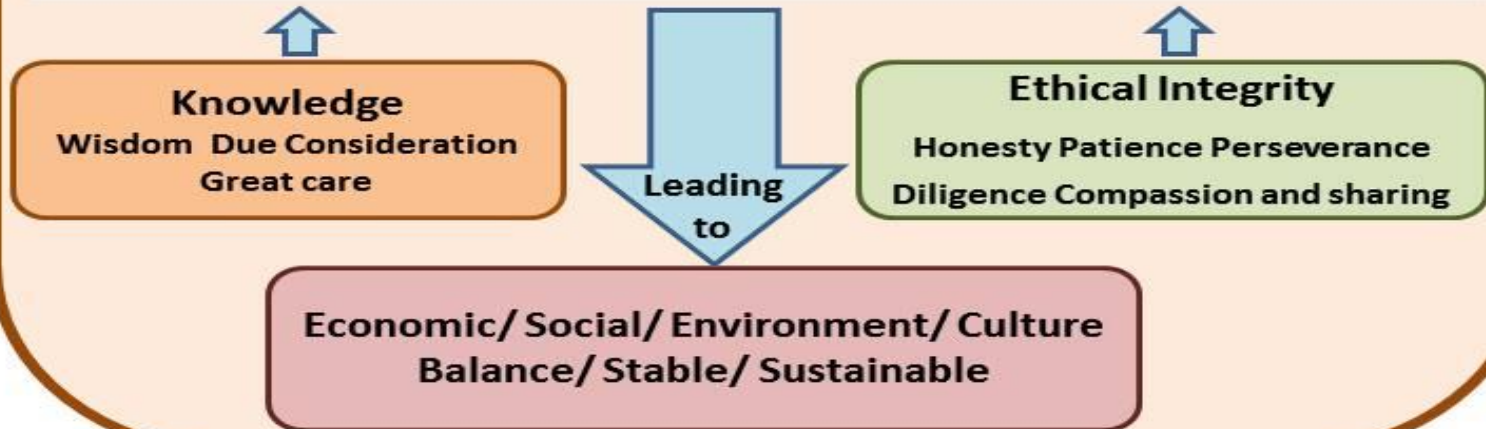 Knowledge
Wisdom Due Consideration
Great care
Leading
to
Ethical Integrity
Honesty Patience Perseverance
Diligence Compassion and sharing
Economic/ Social/ Environment/ Culture
Balance/ Stable/ Sustainable